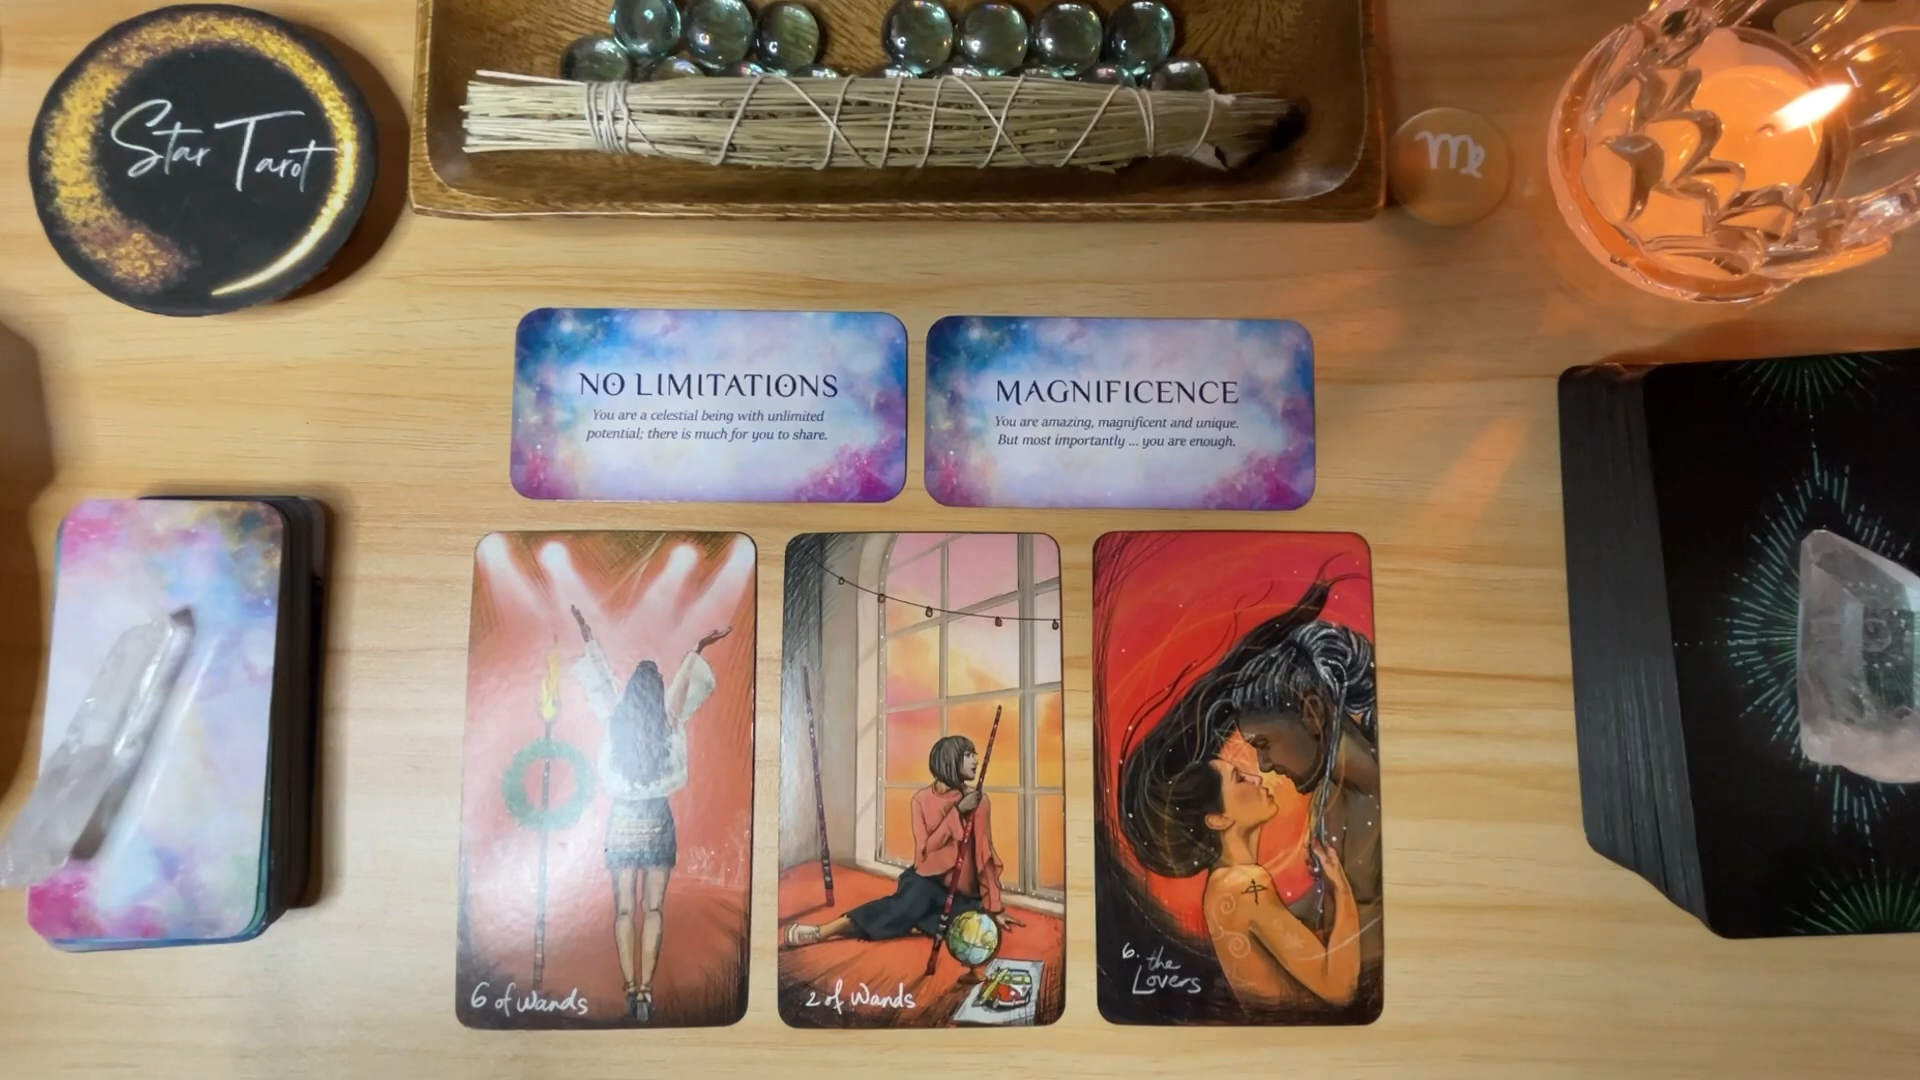 Star Tarot
♍
NO LIMITATIONS
You are a celestial being with unlimited
potential; there is much for you to share.
MAGNIFICENCE
You are amazing, magnificent and unique.
But most importantly ... you are enough.
6 of Wands
2 of Wands
6. the
Lovers